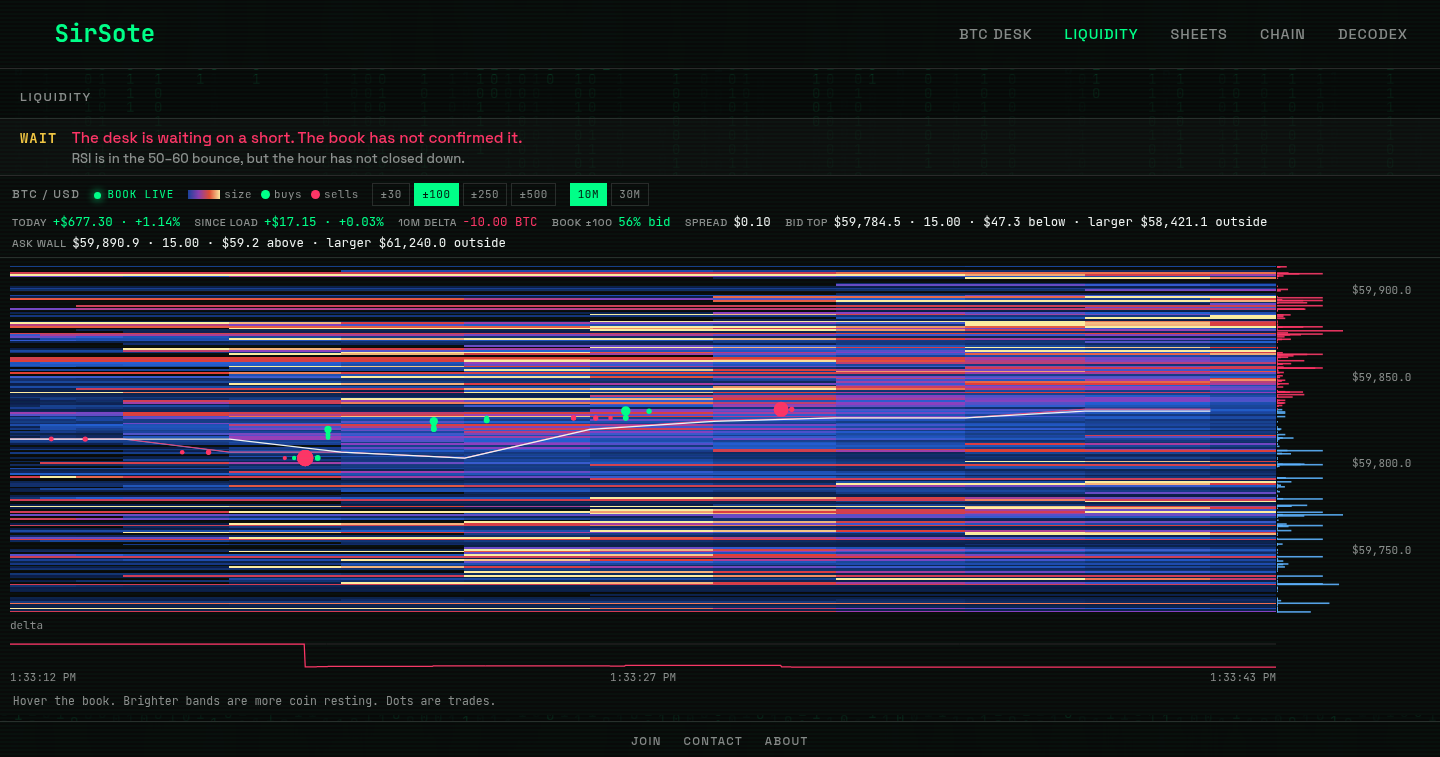 SirSote
BTC DESK LIQUIDITY SHEETS CHAIN DECODEX
LIQUIDITY
WAIT The desk is waiting on a short. The book has not confirmed it.
RSI is in the 50–60 bounce, but the hour has not closed down.
BTC / USD BOOK LIVE size buys sells ±30 ±100 ±250 ±500 10M 30M
TODAY +$677.30 · +1.14% SINCE LOAD +$17.15 · +0.03% 10M DELTA -10.00 BTC BOOK ±100 56% bid SPREAD $0.10 BID TOP $59,784.5 · 15.00 · $47.3 below · larger $58,421.1 outside
ASK WALL $59,890.9 · 15.00 · $59.2 above · larger $61,240.0 outside
$59,900.0
$59,850.0
$59,800.0
$59,750.0
delta
1:33:12 PM 1:33:27 PM 1:33:43 PM
Hover the book. Brighter bands are more coin resting. Dots are trades.
JOIN CONTACT ABOUT